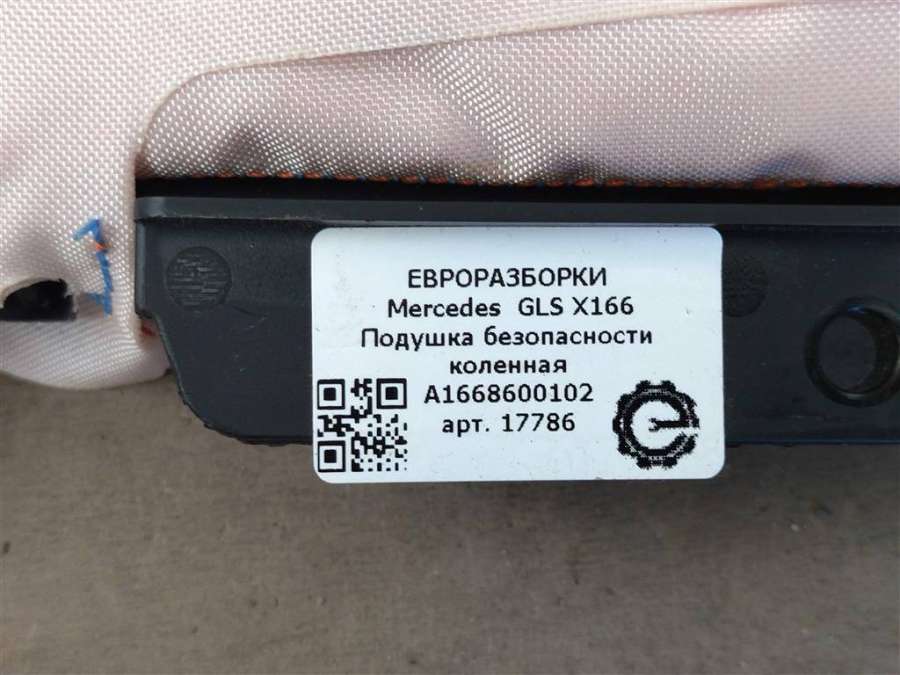 ЕВРОРАЗБОРКИ
Mercedes GLS X166
Подушка безопасности
коленная
A1668600102
арт. 17786